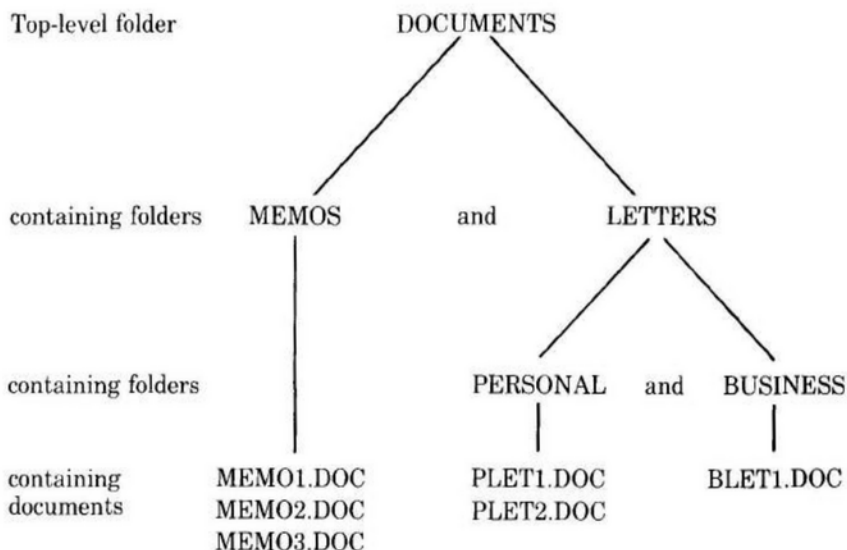 Top-level folder DOCUMENTS
containing folders MEMOS and LETTERS
containing folders PERSONAL and BUSINESS
containing MEMO1.DOC PLET1.DOC BLET1.DOC
documents MEMO2.DOC PLET2.DOC
MEMO3.DOC